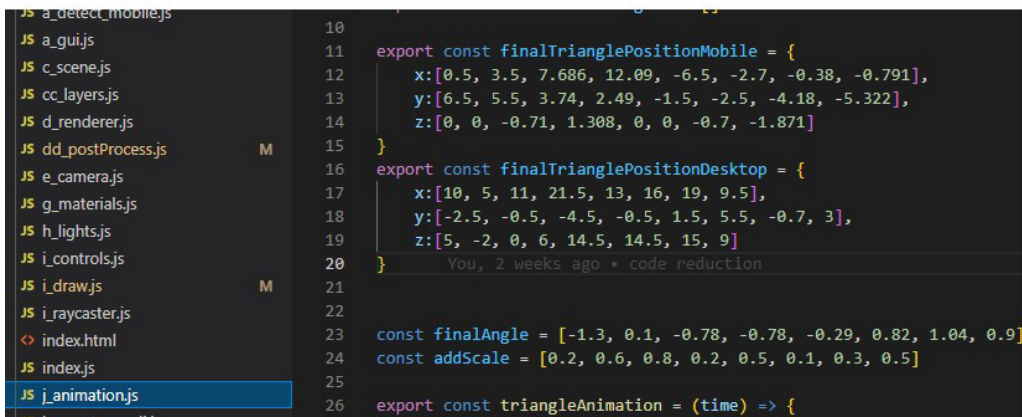 JS a_detect_mobile.js
JS a_gui.js
JS c_scene.js
JS cc_layers.js
JS d_renderer.js
JS dd_postProcess.js M
JS e_camera.js
JS g_materials.js
JS h_lights.js
JS i_controls.js
JS i_draw.js M
JS i_raycaster.js
<> index.html
JS index.js
JS j_animation.js
10
11 export const finalTrianglePositionMobile = {
12 x:[0.5, 3.5, 7.686, 12.09, -6.5, -2.7, -0.38, -0.791],
13 y:[6.5, 5.5, 3.74, 2.49, -1.5, -2.5, -4.18, -5.322],
14 z:[0, 0, -0.71, 1.308, 0, 0, -0.7, -1.871]
15 }
16 export const finalTrianglePositionDesktop = {
17 x:[10, 5, 11, 21.5, 13, 16, 19, 9.5],
18 y:[-2.5, -0.5, -4.5, -0.5, 1.5, 5.5, -0.7, 3],
19 z:[5, -2, 0, 6, 14.5, 14.5, 15, 9]
20 } You, 2 weeks ago • code reduction
21
22
23 const finalAngle = [-1.3, 0.1, -0.78, -0.78, -0.29, 0.82, 1.04, 0.9]
24 const addScale = [0.2, 0.6, 0.8, 0.2, 0.5, 0.1, 0.3, 0.5]
25
26 export const triangleAnimation = (time) => {